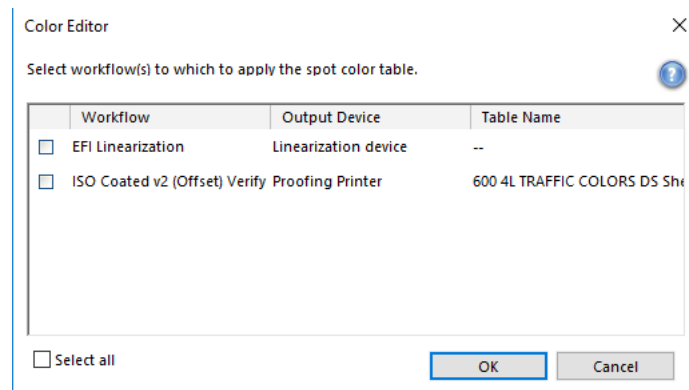 Color Editor
Select workflow(s) to which to apply the spot color table.
Workflow Output Device Table Name
EFI Linearization Linearization device --
ISO Coated v2 (Offset) Verify Proofing Printer 600 4L TRAFFIC COLORS DS She
Select all OK Cancel